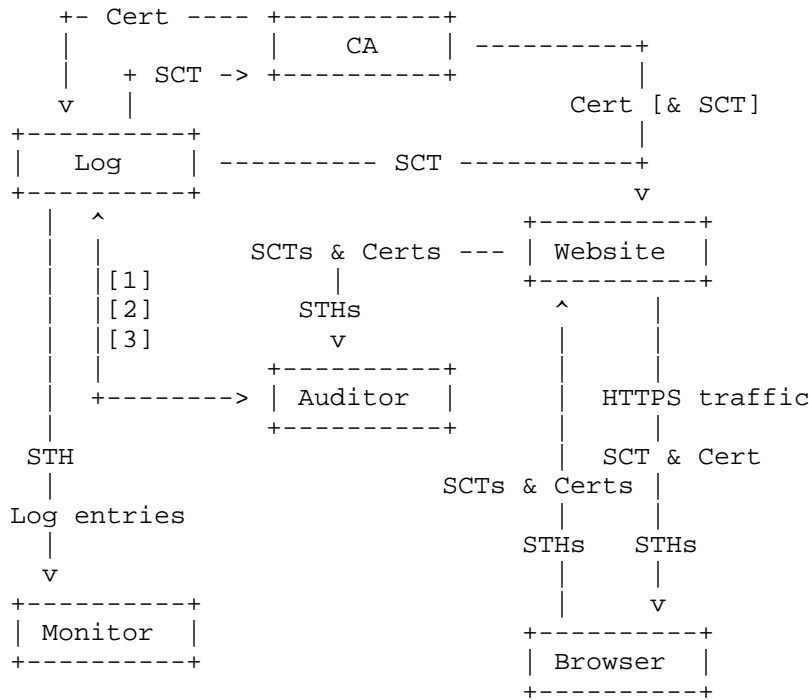 +- Cert ---- +----------+
| | CA | ----------+
| + SCT -> +----------+ |
v | Cert [& SCT]
+----------+ |
| Log | ---------- SCT ----------+
+----------+ v
| ^ +----------+
| | SCTs & Certs --- | Website |
| |[1] | +----------+
| |[2] STHs ^ |
| |[3] v | |
| | +----------+ | |
| +--------> | Auditor | | HTTPS traffic
| +----------+ | |
STH | SCT & Cert
| SCTs & Certs |
Log entries | |
| STHs STHs
v | |
+----------+ | v
| Monitor | +----------+
+----------+ | Browser |
+----------+